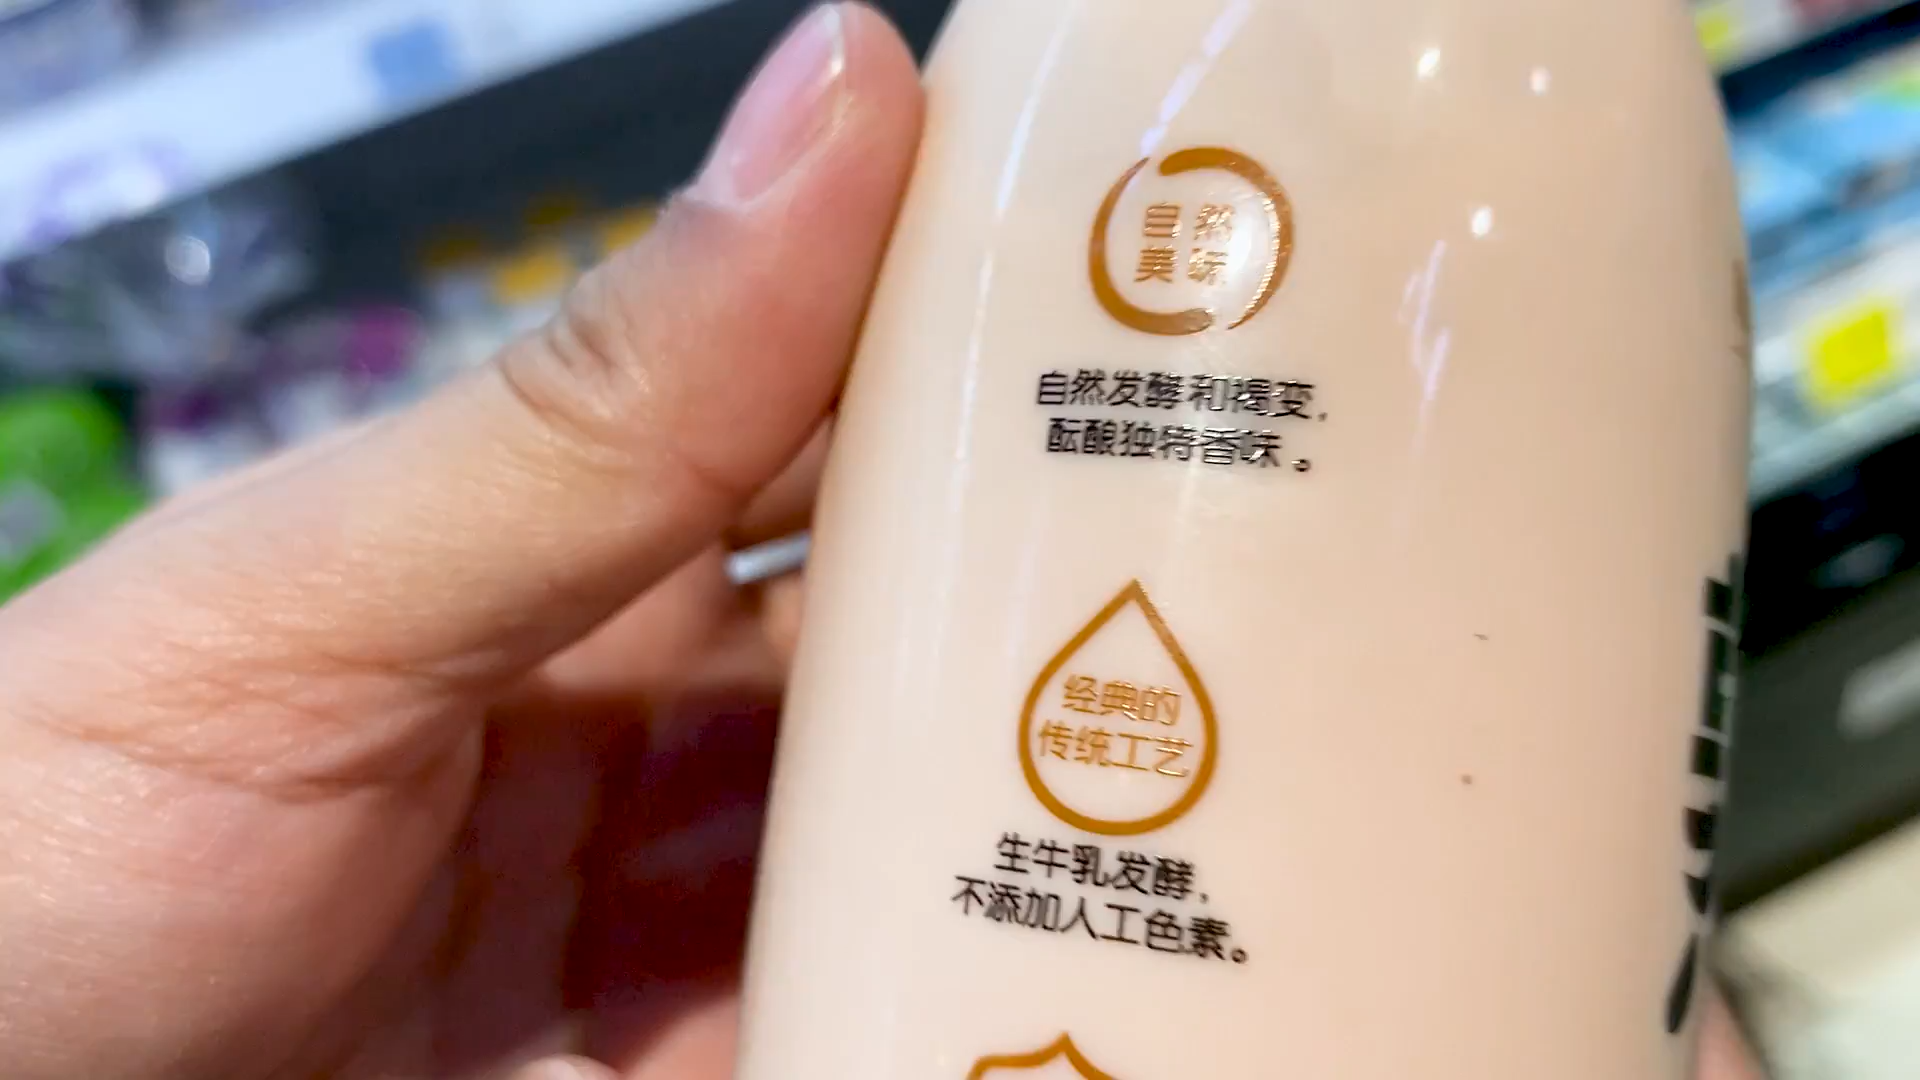 自然
美味
自然发酵和褐变,
酝酿独特香味。
经典的
传统工艺
生牛乳发酵,
不添加人工色素。